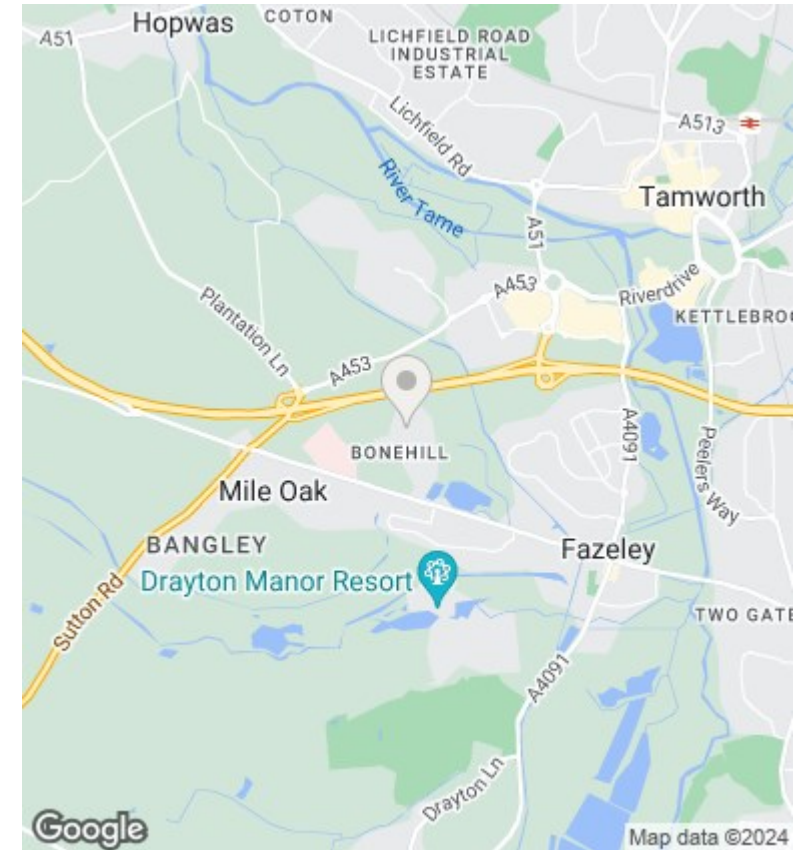 Hopwas
COTON
A51
LICHFIELD ROAD
INDUSTRIAL
ESTATE
Lichfield Rd
A513
River Tame
Tamworth
A51
A453
Riverdrive
Plantation Ln
KETTLEBROO
A453
A4091
Peelers Way
BONEHILL
Mile Oak
Fazeley
BANGLEY
Drayton Manor Resort
Sutton Rd
TWO GATE
A4091
Drayton Ln
Google
Map data ©2024